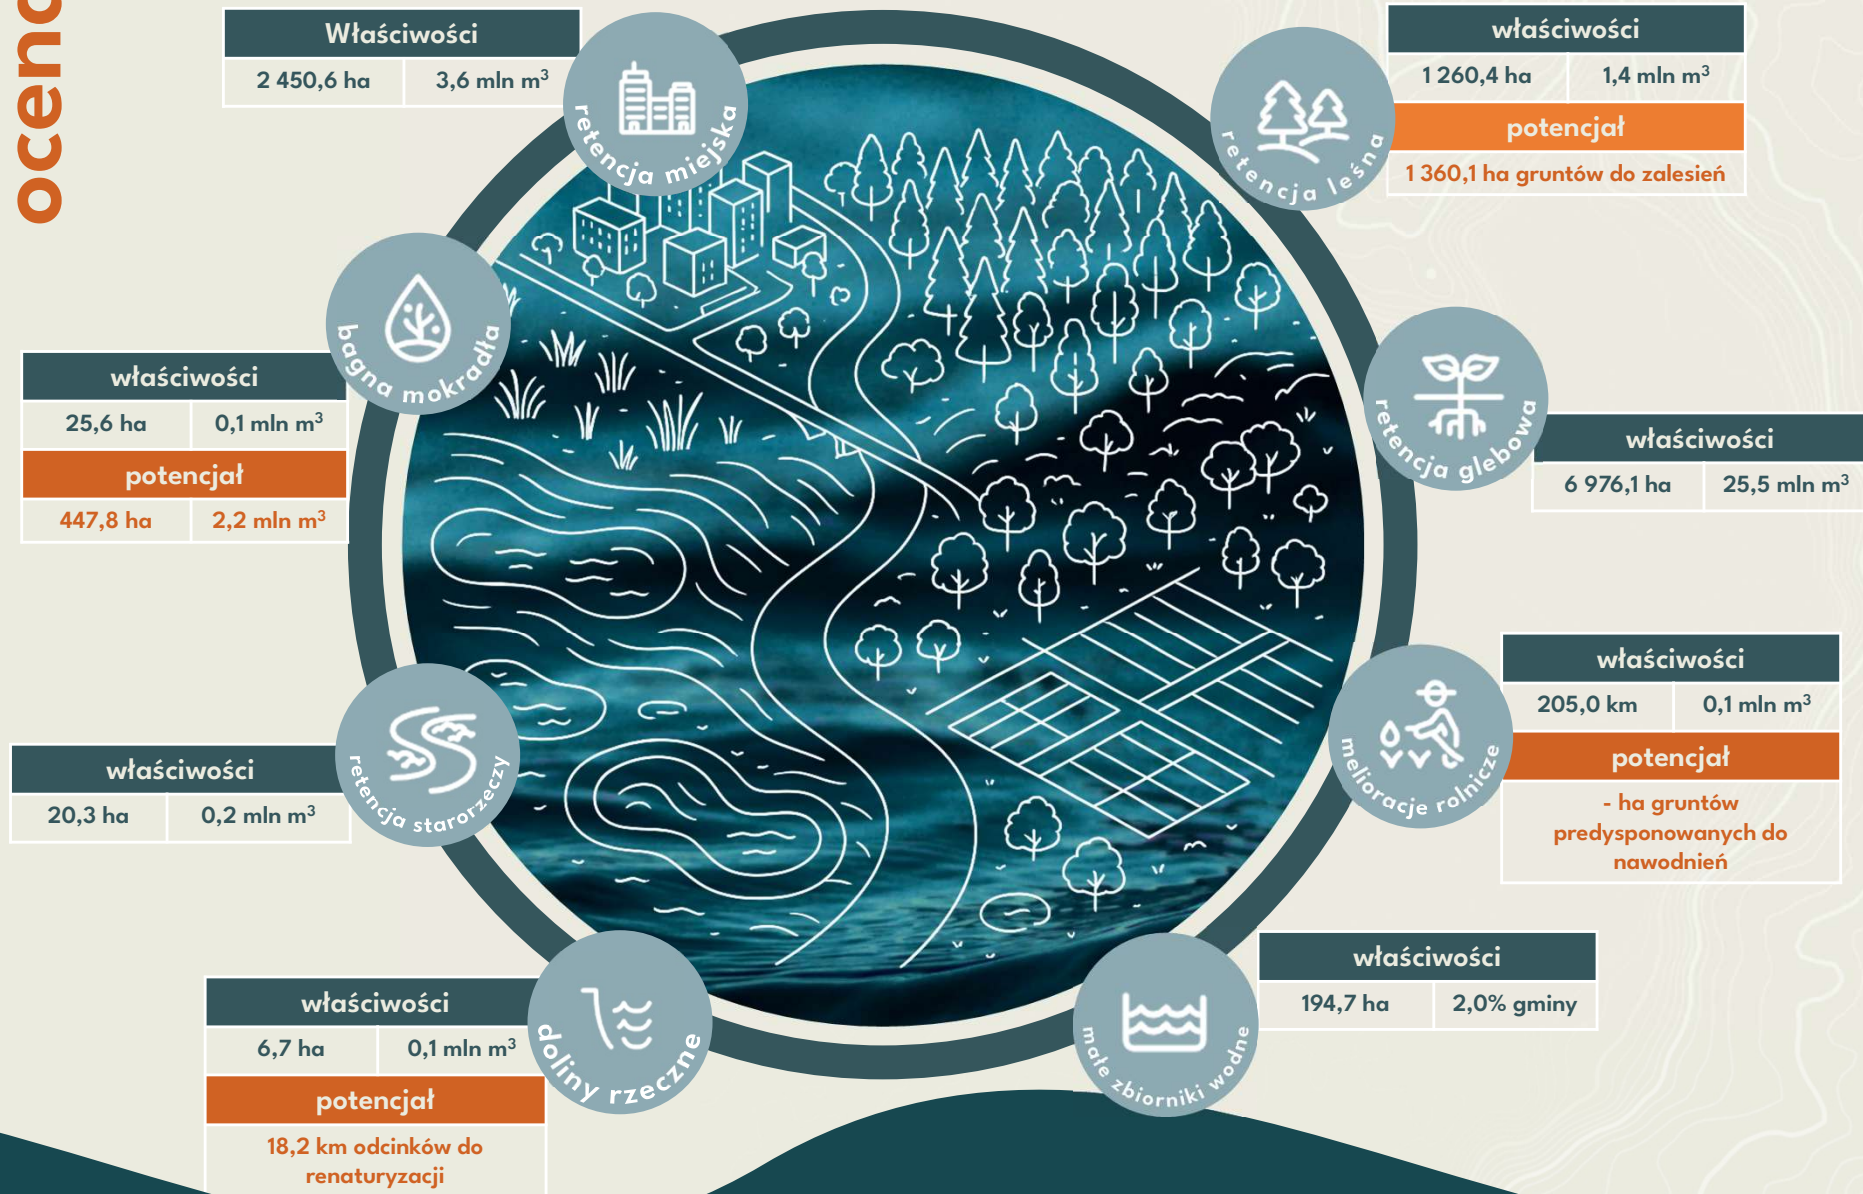 ocena
Właściwości
2 450,6 ha 3,6 mln m³
retencja miejska
właściwości
1 260,4 ha 1,4 mln m³
potencjał
1 360,1 ha gruntów do zalesień
retencja leśna
bagna mokradła
właściwości
25,6 ha 0,1 mln m³
potencjał
447,8 ha 2,2 mln m³
retencja glebowa
właściwości
6 976,1 ha 25,5 mln m³
właściwości
205,0 km 0,1 mln m³
potencjał
- ha gruntów
predysponowanych do
nawodnień
melioracje rolnicze
właściwości
20,3 ha 0,2 mln m³
retencja starorzeczy
właściwości
6,7 ha 0,1 mln m³
potencjał
18,2 km odcinków do
renaturyzacji
doliny rzeczne
właściwości
194,7 ha 2,0% gminy
małe zbiorniki wodne